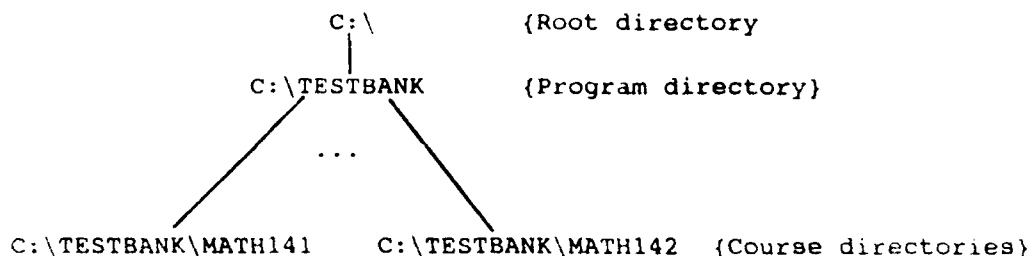 C:\ {Root directory
C:\TESTBANK {Program directory}
...
C:\TESTBANK\MATH141 C:\TESTBANK\MATH142 {Course directories}